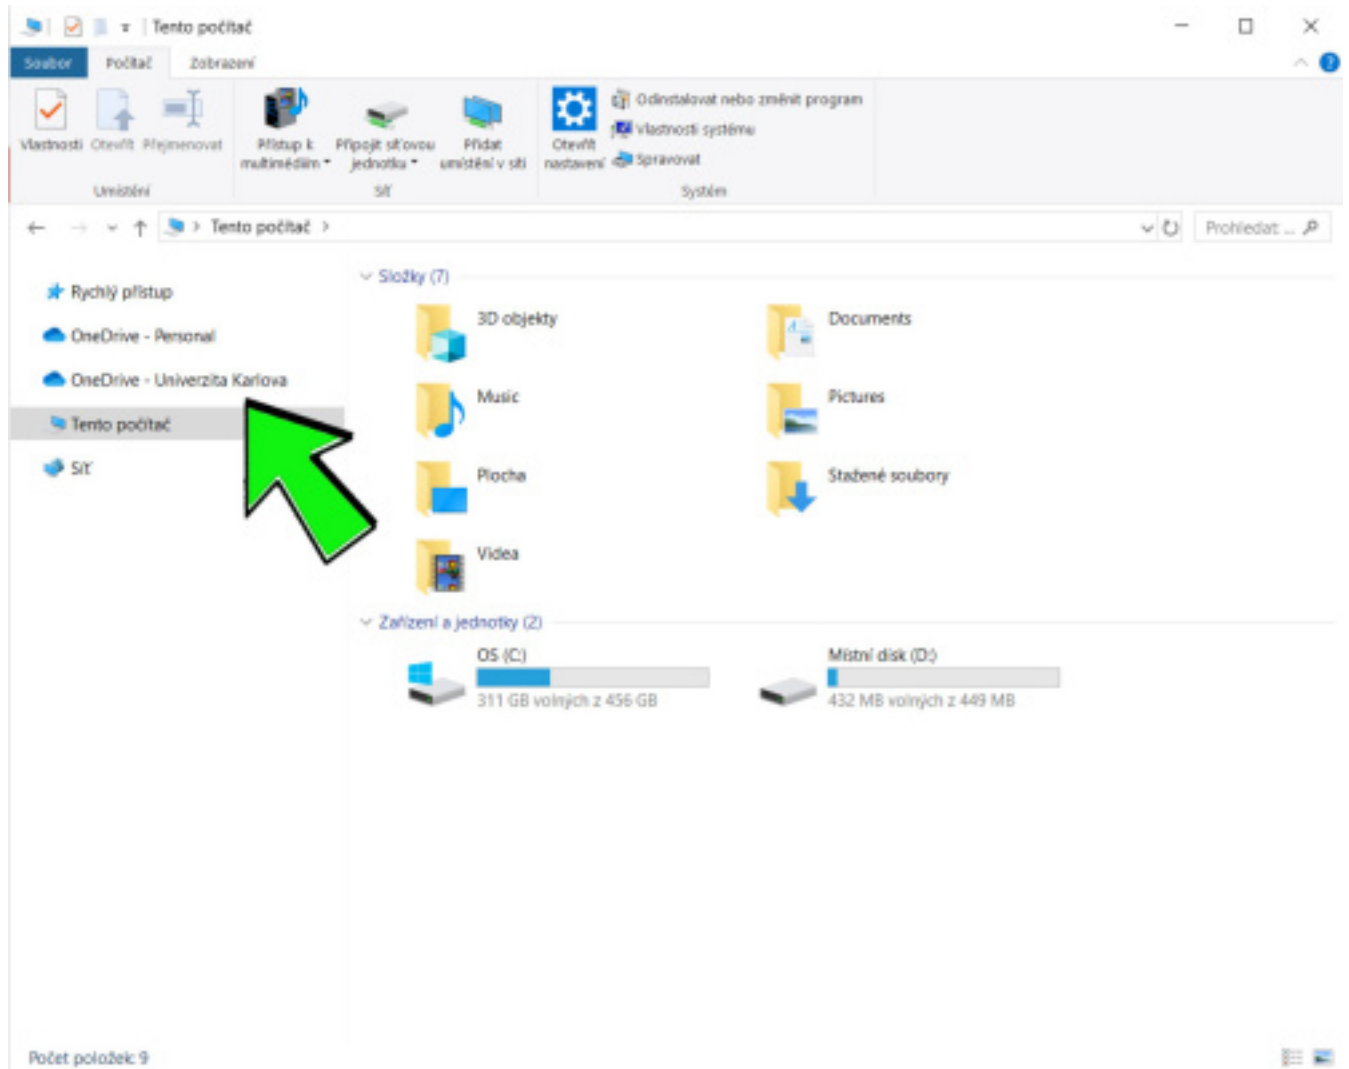 Tento počítač
Soubor Počítač Zobrazení
Vlastnosti Otevřít Přejmenovat
Přístup k multimédiím
Připojit síťovou jednotku
Přidat umístění v síti
Otevřít nastavení
Odinstalovat nebo změnit program
Vlastnosti systému
Spravovat
Umístění Síť Systém
Tento počítač
Prohledat ...
Rychlý přístup
OneDrive - Personal
OneDrive - Univerzita Karlova
Tento počítač
Síť
Složky (7)
3D objekty
Documents
Music
Pictures
Plocha
Stažené soubory
Videa
Zařízení a jednotky (2)
OS (C:)
311 GB volných z 456 GB
Místní disk (D:)
432 MB volných z 449 MB
Počet položek: 9